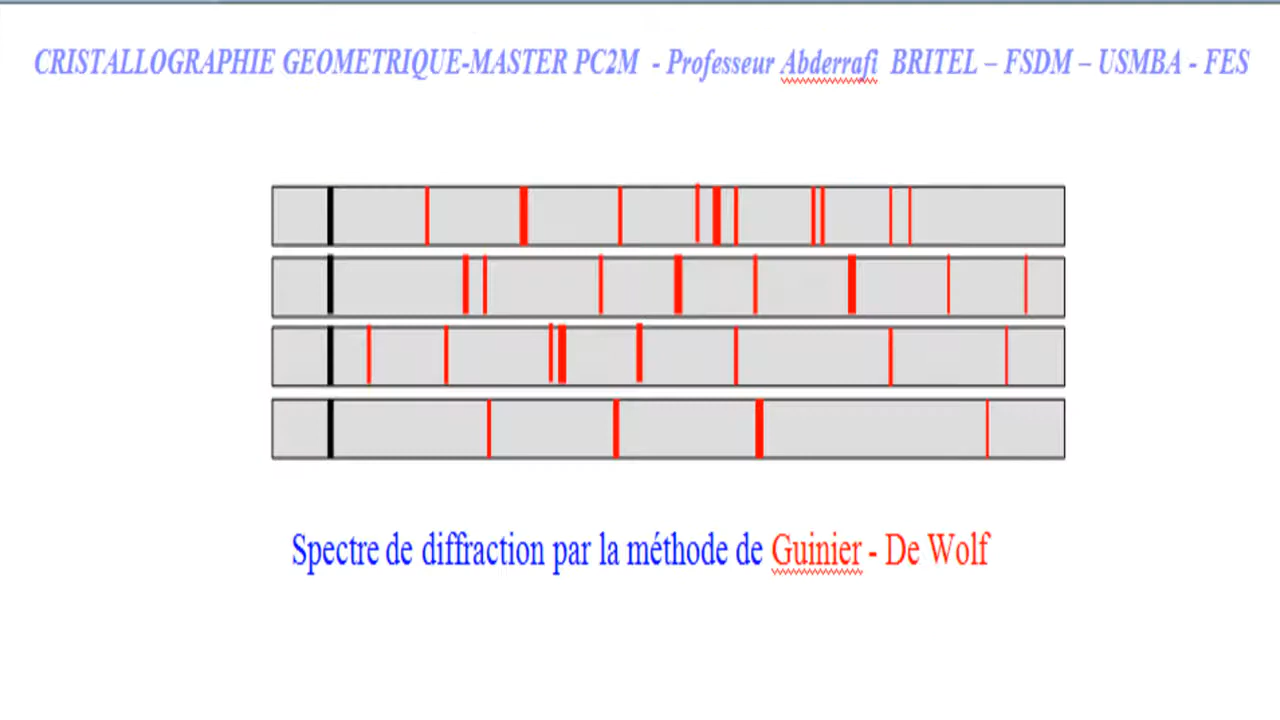 CRISTALLOGRAPHIE GEOMETRIQUE-MASTER PC2M - Professeur Abderrafi BRITEL – FSDM – USMBA - FES
Spectre de diffraction par la méthode de Guinier - De Wolf